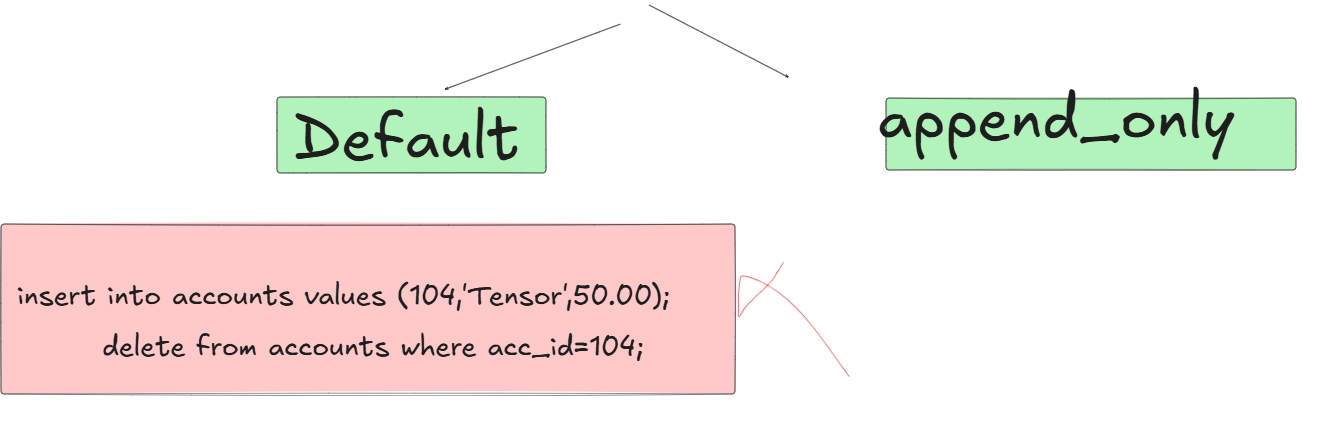 Default
append_only
insert into accounts values (104,'Tensor',50.00);
delete from accounts where acc_id=104;